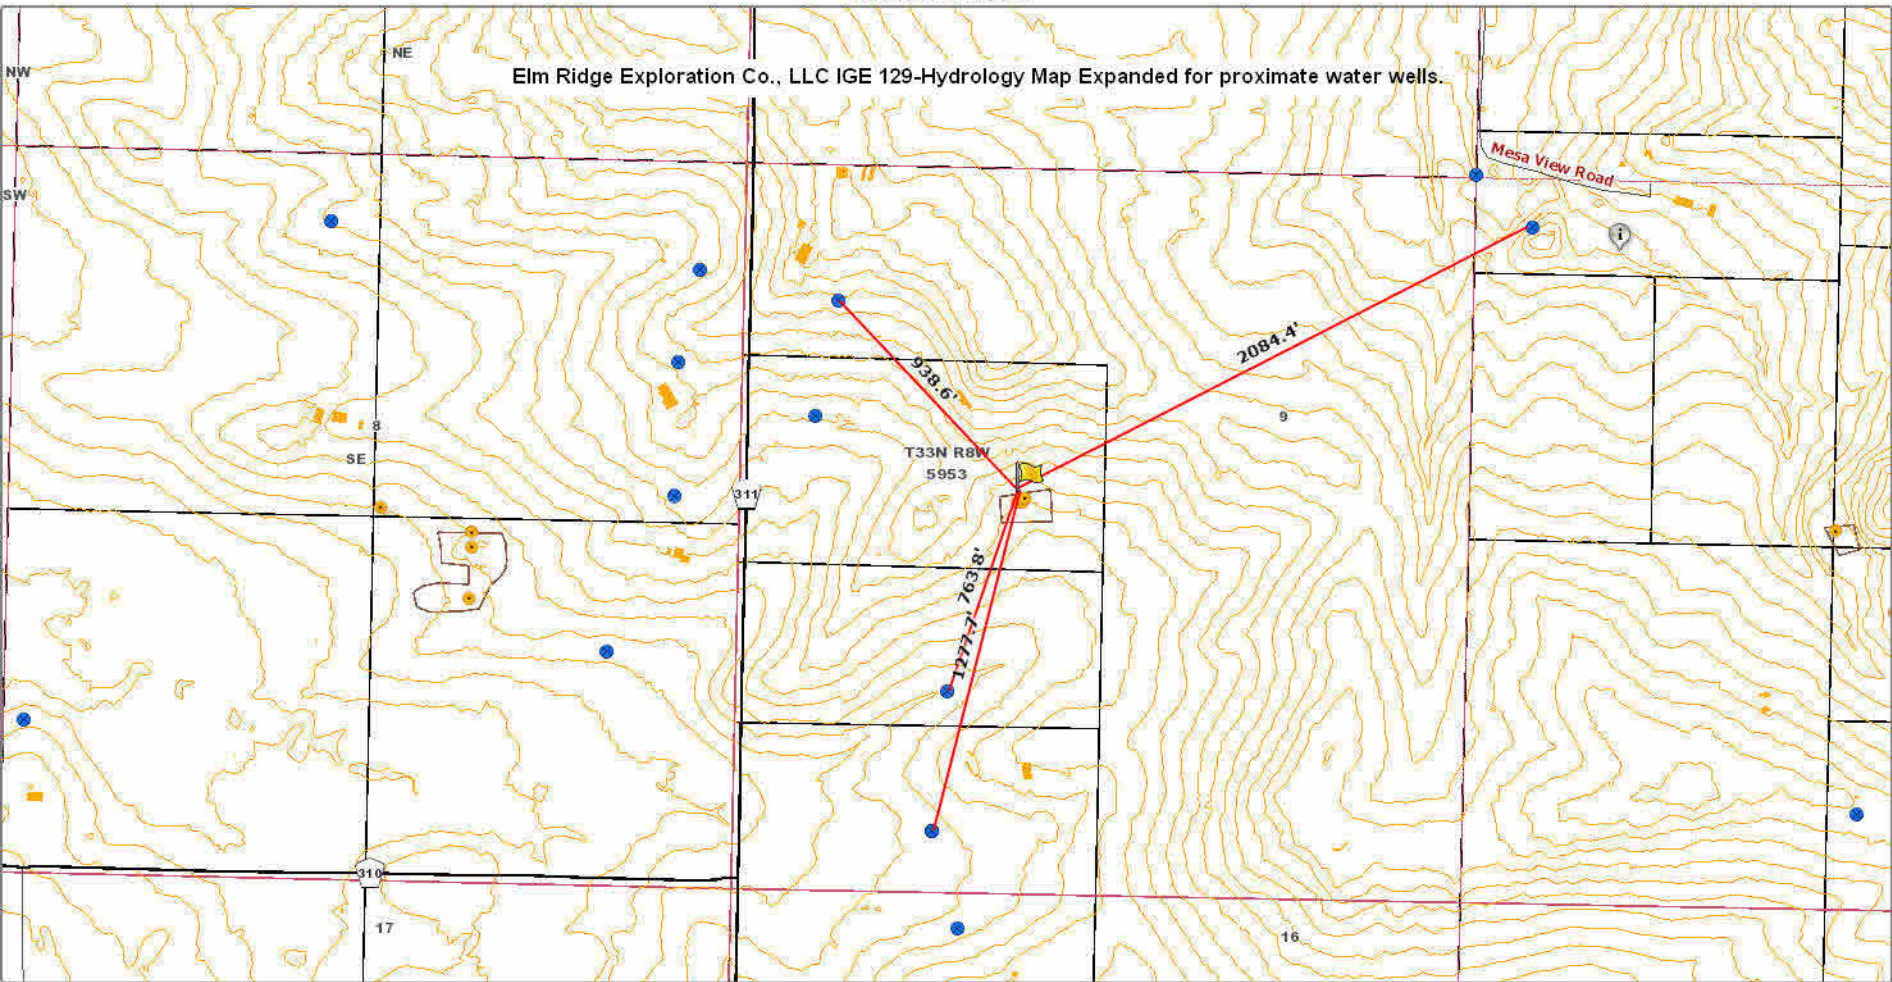 NE
NW
Elm Ridge Exploration Co., LLC IGE 129-Hydrology Map Expanded for proximate water wells.
Mesa View Road
SW
i
2084.4'
938.6'
9
8
SE
T33N R8W
5953
311
763.8'
1277.7'
310
17
16